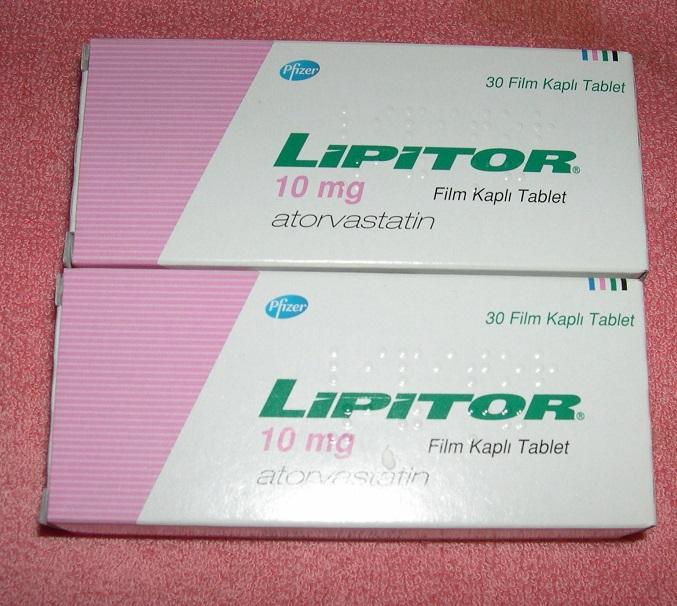 Pfizer
30 Film Kaplı Tablet
LIPITOR®
10 mg
Film Kaplı Tablet
atorvastatin
Pfizer
30 Film Kaplı Tablet
LIPITOR®
10 mg
Film Kaplı Tablet
atorvastatin